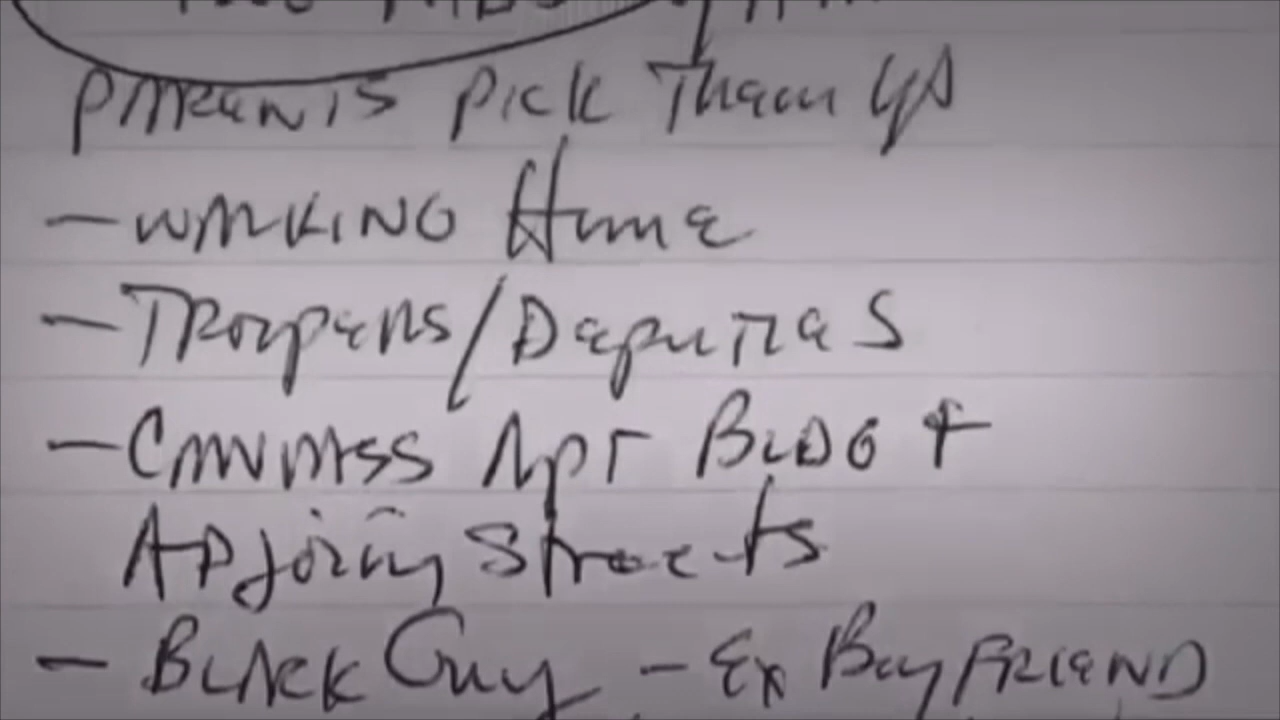 PARENTS PICK Them UP
- WALKING Home
- TROOPERS/DEPUTIES
- CANVASS APT BLDG +
ADJoining Streets
- BLACK Guy - Ex BoyFRIEND